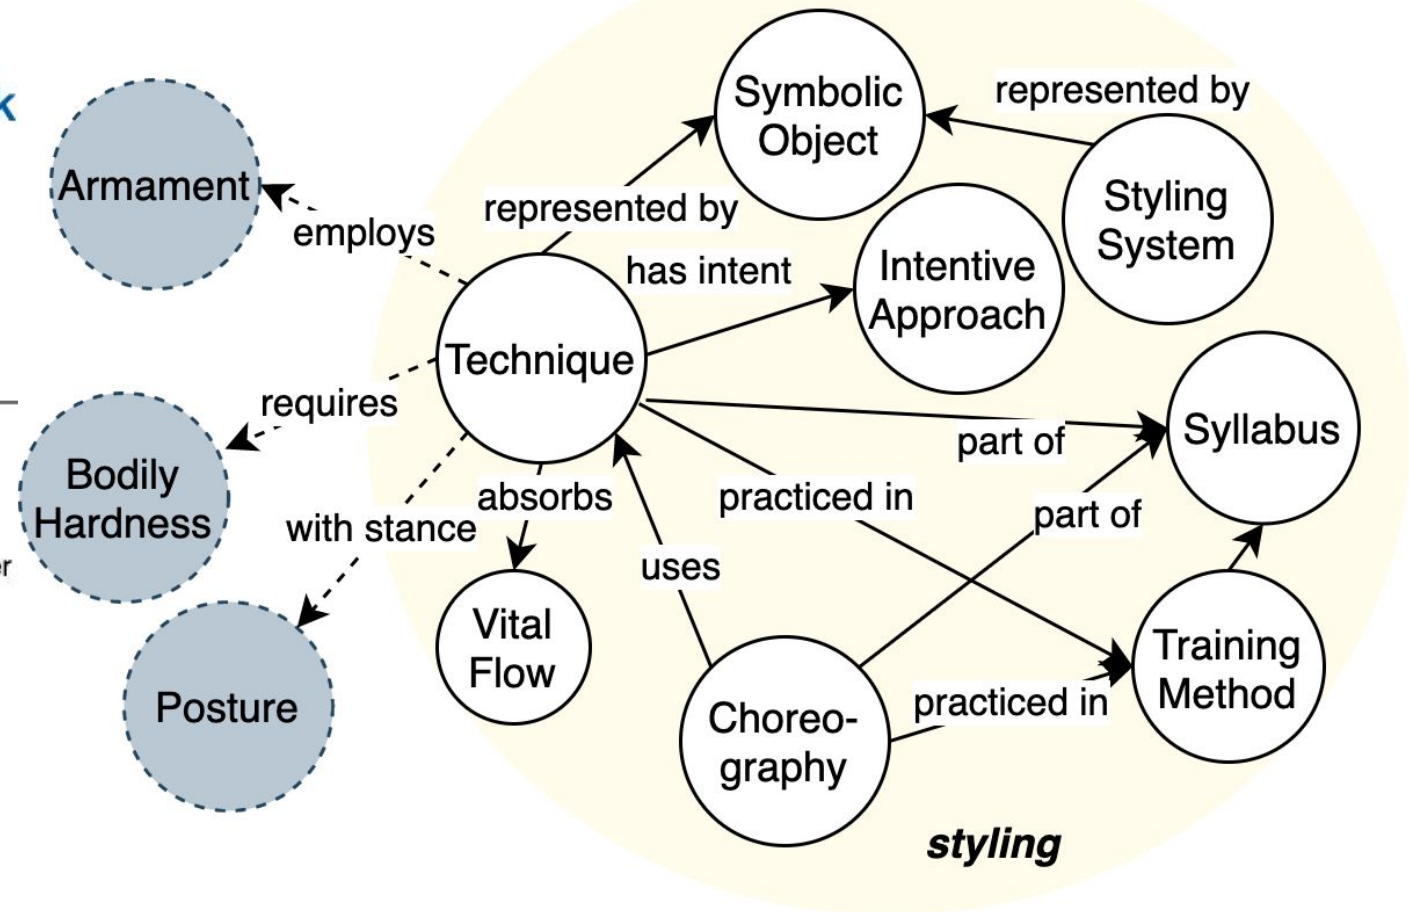 k
Symbolic
Object
represented by
Styling
System
Armament
employs
represented by
has intent
Intentive
Approach
Technique
requires
Syllabus
part of
Bodily
Hardness
with stance
absorbs
practiced in
part of
er
uses
Vital
Flow
Training
Method
Posture
Choreo-
graphy
practiced in
styling